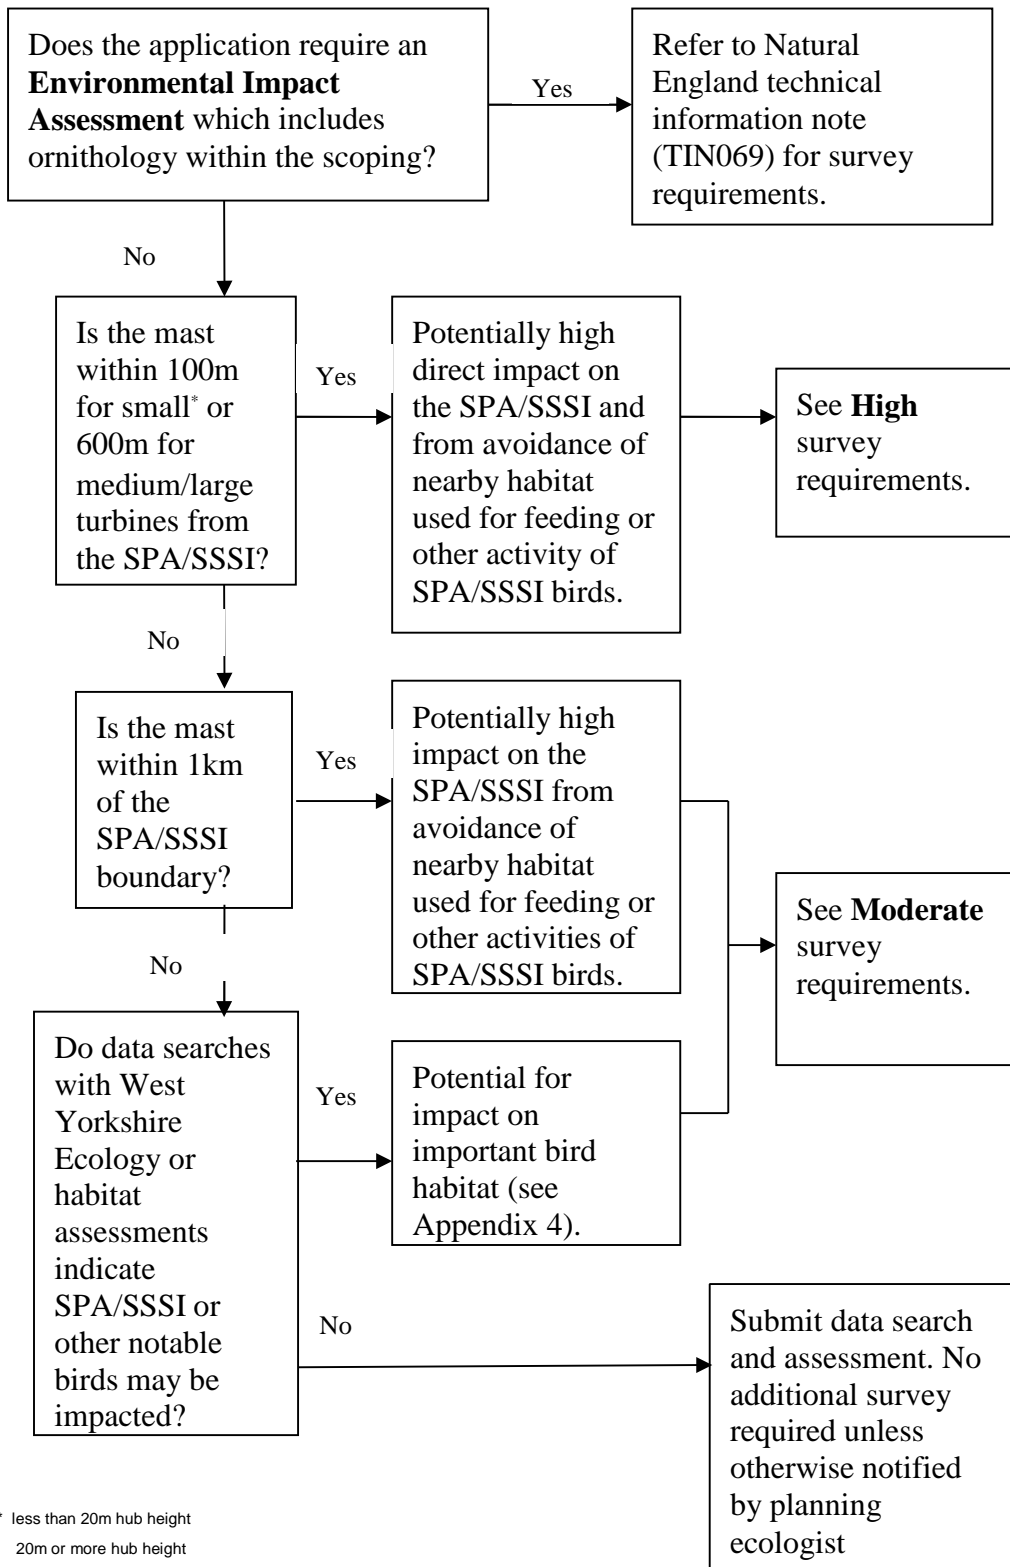 Does the application require an
Environmental Impact
Assessment which includes
ornithology within the scoping?
Yes
Refer to Natural
England technical
information note
(TIN069) for survey
requirements.
No
Is the mast
within 100m
for small* or
600m for
medium/large
turbines from
the SPA/SSSI?
Yes
Potentially high
direct impact on
the SPA/SSSI and
from avoidance of
nearby habitat
used for feeding or
other activity of
SPA/SSSI birds.
See High
survey
requirements.
No
Is the mast
within 1km
of the
SPA/SSSI
boundary?
Yes
Potentially high
impact on the
SPA/SSSI from
avoidance of
nearby habitat
used for feeding or
other activities of
SPA/SSSI birds.
See Moderate
survey
requirements.
No
Do data searches
with West
Yorkshire
Ecology or
habitat
assessments
indicate
SPA/SSSI or
other notable
birds may be
impacted?
Yes
Potential for
impact on
important bird
habitat (see
Appendix 4).
No
Submit data search
and assessment. No
additional survey
required unless
otherwise notified
by planning
ecologist
* less than 20m hub height
20m or more hub height